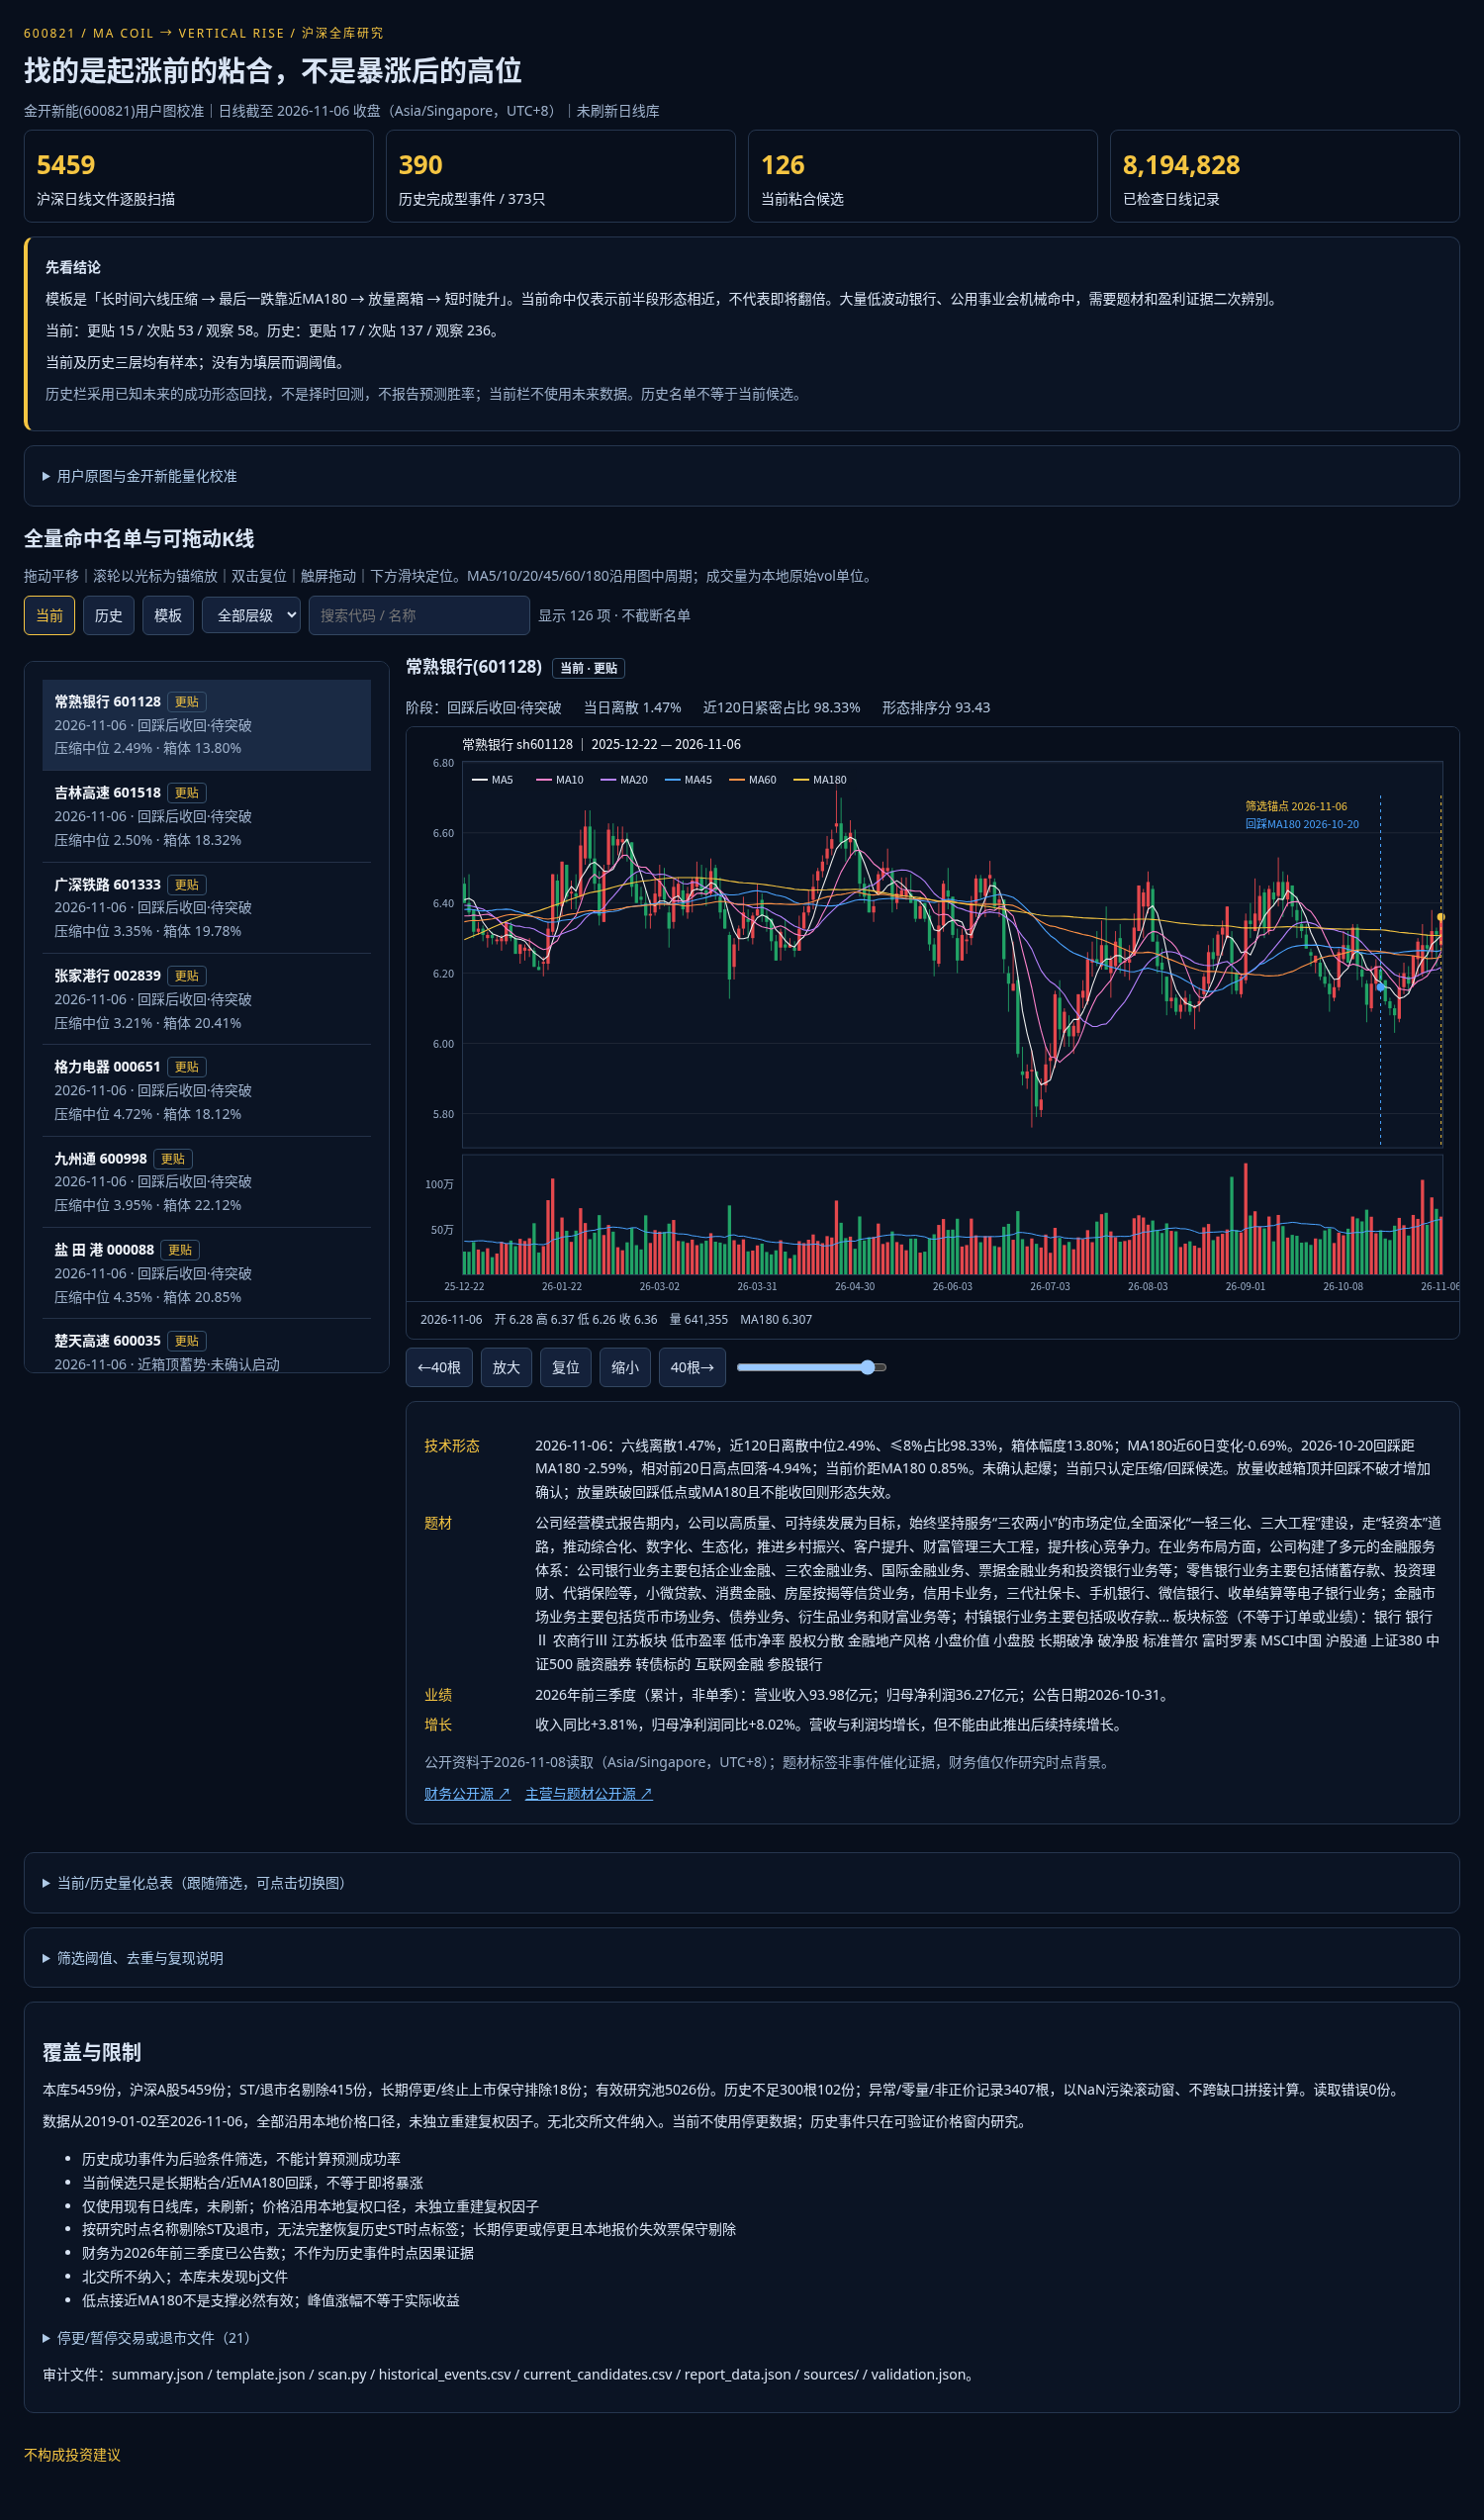 600821 / MA COIL → VERTICAL RISE / 沪深全库研究
找的是起涨前的粘合，不是暴涨后的高位
金开新能(600821)用户图校准｜日线截至 2026-11-06 收盘（Asia/Singapore，UTC+8）｜未刷新日线库
5459
沪深日线文件逐股扫描
390
历史完成型事件 / 373只
126
当前粘合候选
8,194,828
已检查日线记录
先看结论
模板是「长时间六线压缩 → 最后一跌靠近MA180 → 放量离箱 → 短时陡升」。当前命中仅表示前半段形态相近，不代表即将翻倍。大量低波动银行、公用事业会机械命中，需要题材和盈利证据二次辨别。
当前：更贴 15 / 次贴 53 / 观察 58。历史：更贴 17 / 次贴 137 / 观察 236。
当前及历史三层均有样本；没有为填层而调阈值。
历史栏采用已知未来的成功形态回找，不是择时回测，不报告预测胜率；当前栏不使用未来数据。历史名单不等于当前候选。
▶ 用户原图与金开新能量化校准
全量命中名单与可拖动K线
拖动平移｜滚轮以光标为锚缩放｜双击复位｜触屏拖动｜下方滑块定位。MA5/10/20/45/60/180沿用图中周期；成交量为本地原始vol单位。
当前 历史 模板 全部层级 搜索代码 / 名称 显示 126 项 · 不截断名单
常熟银行 601128 更贴
2026-11-06 · 回踩后收回·待突破
压缩中位 2.49% · 箱体 13.80%
吉林高速 601518 更贴
2026-11-06 · 回踩后收回·待突破
压缩中位 2.50% · 箱体 18.32%
广深铁路 601333 更贴
2026-11-06 · 回踩后收回·待突破
压缩中位 3.35% · 箱体 19.78%
张家港行 002839 更贴
2026-11-06 · 回踩后收回·待突破
压缩中位 3.21% · 箱体 20.41%
格力电器 000651 更贴
2026-11-06 · 回踩后收回·待突破
压缩中位 4.72% · 箱体 18.12%
九州通 600998 更贴
2026-11-06 · 回踩后收回·待突破
压缩中位 3.95% · 箱体 22.12%
盐 田 港 000088 更贴
2026-11-06 · 回踩后收回·待突破
压缩中位 4.35% · 箱体 20.85%
楚天高速 600035 更贴
2026-11-06 · 近箱顶蓄势·未确认启动
常熟银行(601128) 当前 · 更贴
阶段：回踩后收回·待突破 当日离散 1.47% 近120日紧密占比 98.33% 形态排序分 93.43
常熟银行 sh601128 ｜ 2025-12-22 — 2026-11-06
MA5 MA10 MA20 MA45 MA60 MA180
筛选锚点 2026-11-06
回踩MA180 2026-10-20
6.80
6.60
6.40
6.20
6.00
5.80
100万
50万
25-12-22 26-01-22 26-03-02 26-03-31 26-04-30 26-06-03 26-07-03 26-08-03 26-09-01 26-10-08 26-11-06
2026-11-06 开 6.28 高 6.37 低 6.26 收 6.36 量 641,355 MA180 6.307
←40根 放大 复位 缩小 40根→
技术形态
2026-11-06：六线离散1.47%，近120日离散中位2.49%、≤8%占比98.33%，箱体幅度13.80%；MA180近60日变化-0.69%。2026-10-20回踩距
MA180 -2.59%，相对前20日高点回落-4.94%；当前价距MA180 0.85%。未确认起爆；当前只认定压缩/回踩候选。放量收越箱顶并回踩不破才增加
确认；放量跌破回踩低点或MA180且不能收回则形态失效。
题材
公司经营模式报告期内，公司以高质量、可持续发展为目标，始终坚持服务“三农两小”的市场定位,全面深化“一轻三化、三大工程”建设，走“轻资本”道
路，推动综合化、数字化、生态化，推进乡村振兴、客户提升、财富管理三大工程，提升核心竞争力。在业务布局方面，公司构建了多元的金融服务
体系：公司银行业务主要包括企业金融、三农金融业务、国际金融业务、票据金融业务和投资银行业务等；零售银行业务主要包括储蓄存款、投资理
财、代销保险等，小微贷款、消费金融、房屋按揭等信贷业务，信用卡业务，三代社保卡、手机银行、微信银行、收单结算等电子银行业务；金融市
场业务主要包括货币市场业务、债券业务、衍生品业务和财富业务等；村镇银行业务主要包括吸收存款… 板块标签（不等于订单或业绩）：银行 银行
Ⅱ 农商行Ⅲ 江苏板块 低市盈率 低市净率 股权分散 金融地产风格 小盘价值 小盘股 长期破净 破净股 标准普尔 富时罗素 MSCI中国 沪股通 上证380 中
证500 融资融券 转债标的 互联网金融 参股银行
业绩
2026年前三季度（累计，非单季）：营业收入93.98亿元；归母净利润36.27亿元；公告日期2026-10-31。
增长
收入同比+3.81%，归母净利润同比+8.02%。营收与利润均增长，但不能由此推出后续持续增长。
公开资料于2026-11-08读取（Asia/Singapore，UTC+8）；题材标签非事件催化证据，财务值仅作研究时点背景。
财务公开源 ↗ 主营与题材公开源 ↗
▶ 当前/历史量化总表（跟随筛选，可点击切换图）
▶ 筛选阈值、去重与复现说明
覆盖与限制
本库5459份，沪深A股5459份；ST/退市名剔除415份，长期停更/终止上市保守排除18份；有效研究池5026份。历史不足300根102份；异常/零量/非正价记录3407根，以NaN污染滚动窗、不跨缺口拼接计算。读取错误0份。
数据从2019-01-02至2026-11-06，全部沿用本地价格口径，未独立重建复权因子。无北交所文件纳入。当前不使用停更数据；历史事件只在可验证价格窗内研究。
• 历史成功事件为后验条件筛选，不能计算预测成功率
• 当前候选只是长期粘合/近MA180回踩，不等于即将暴涨
• 仅使用现有日线库，未刷新；价格沿用本地复权口径，未独立重建复权因子
• 按研究时点名称剔除ST及退市，无法完整恢复历史ST时点标签；长期停更或停更且本地报价失效票保守剔除
• 财务为2026年前三季度已公告数；不作为历史事件时点因果证据
• 北交所不纳入；本库未发现bj文件
• 低点接近MA180不是支撑必然有效；峰值涨幅不等于实际收益
▶ 停更/暂停交易或退市文件（21）
审计文件：summary.json / template.json / scan.py / historical_events.csv / current_candidates.csv / report_data.json / sources/ / validation.json。
不构成投资建议